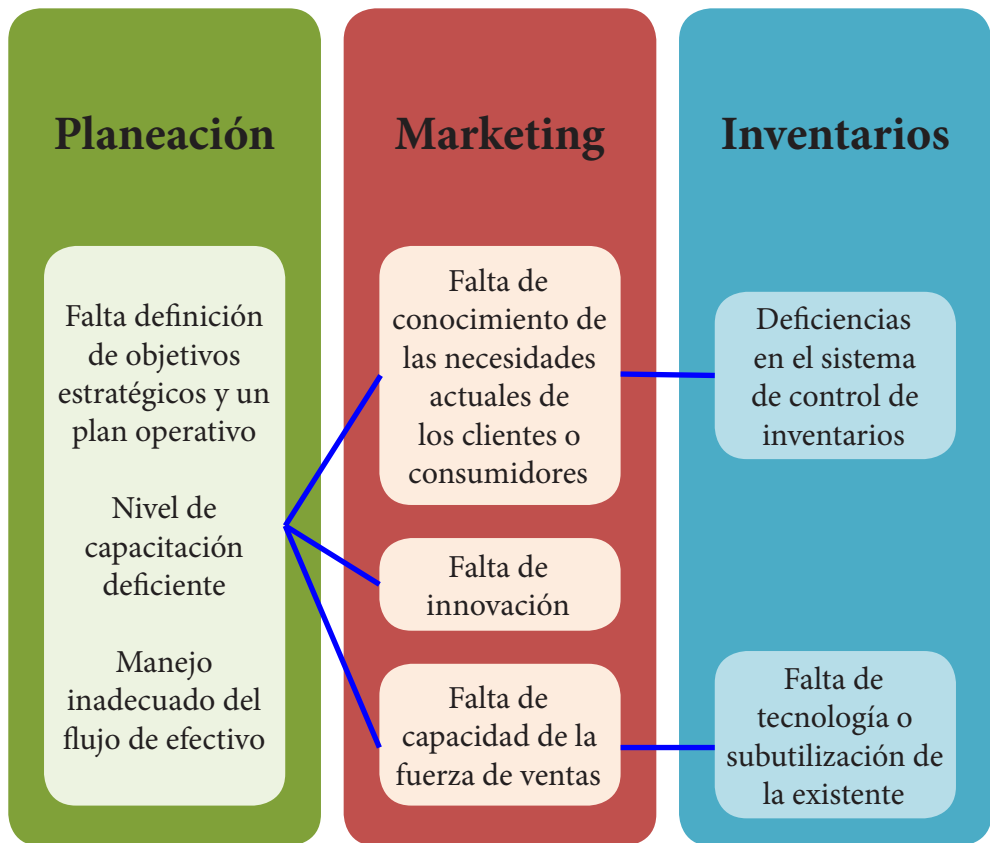 Planeación
Falta definición
de objetivos
estratégicos y un
plan operativo
Nivel de
capacitación
deficiente
Manejo
inadecuado del
flujo de efectivo
Marketing
Falta de
conocimiento de
las necesidades
actuales de
los clientes o
consumidores
Falta de
innovación
Falta de
capacidad de la
fuerza de ventas
Inventarios
Deficiencias
en el sistema
de control de
inventarios
Falta de
tecnología o
subutilización de
la existente